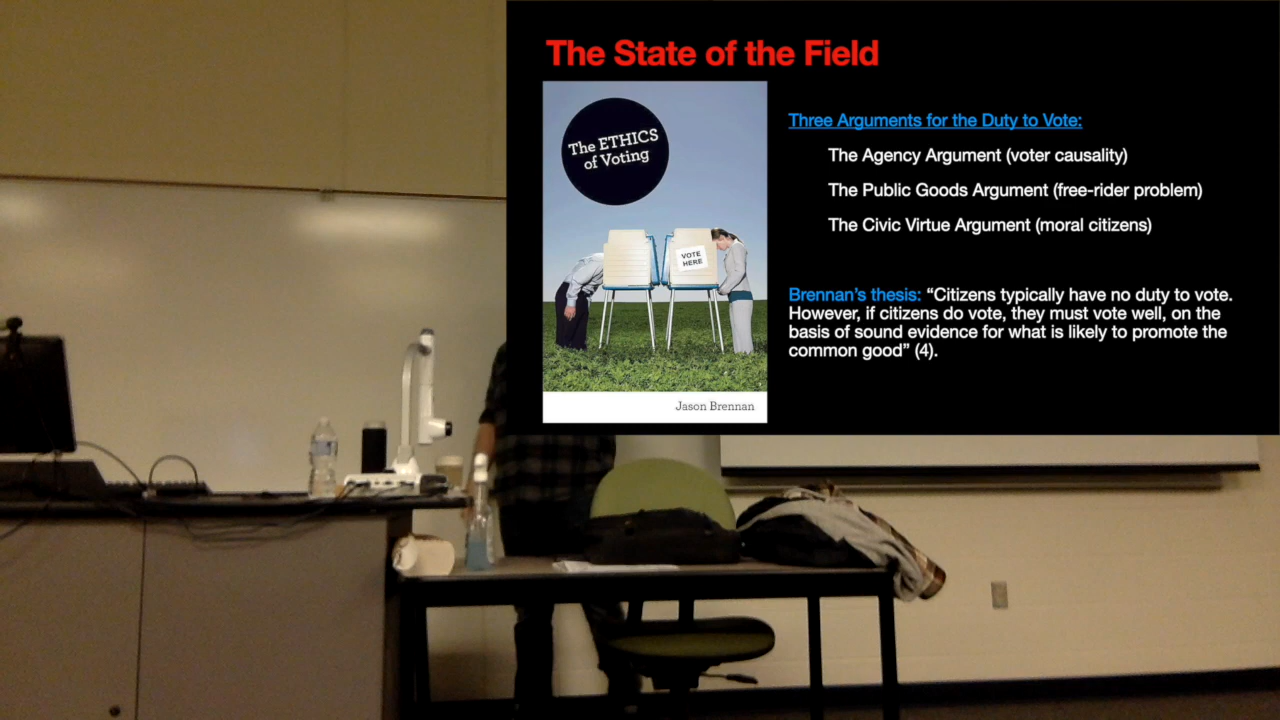 The State of the Field
The ETHICS
of Voting
VOTE
HERE
Jason Brennan
Three Arguments for the Duty to Vote:
The Agency Argument (voter causality)
The Public Goods Argument (free-rider problem)
The Civic Virtue Argument (moral citizens)
Brennan's thesis: “Citizens typically have no duty to vote.
However, if citizens do vote, they must vote well, on the
basis of sound evidence for what is likely to promote the
common good” (4).